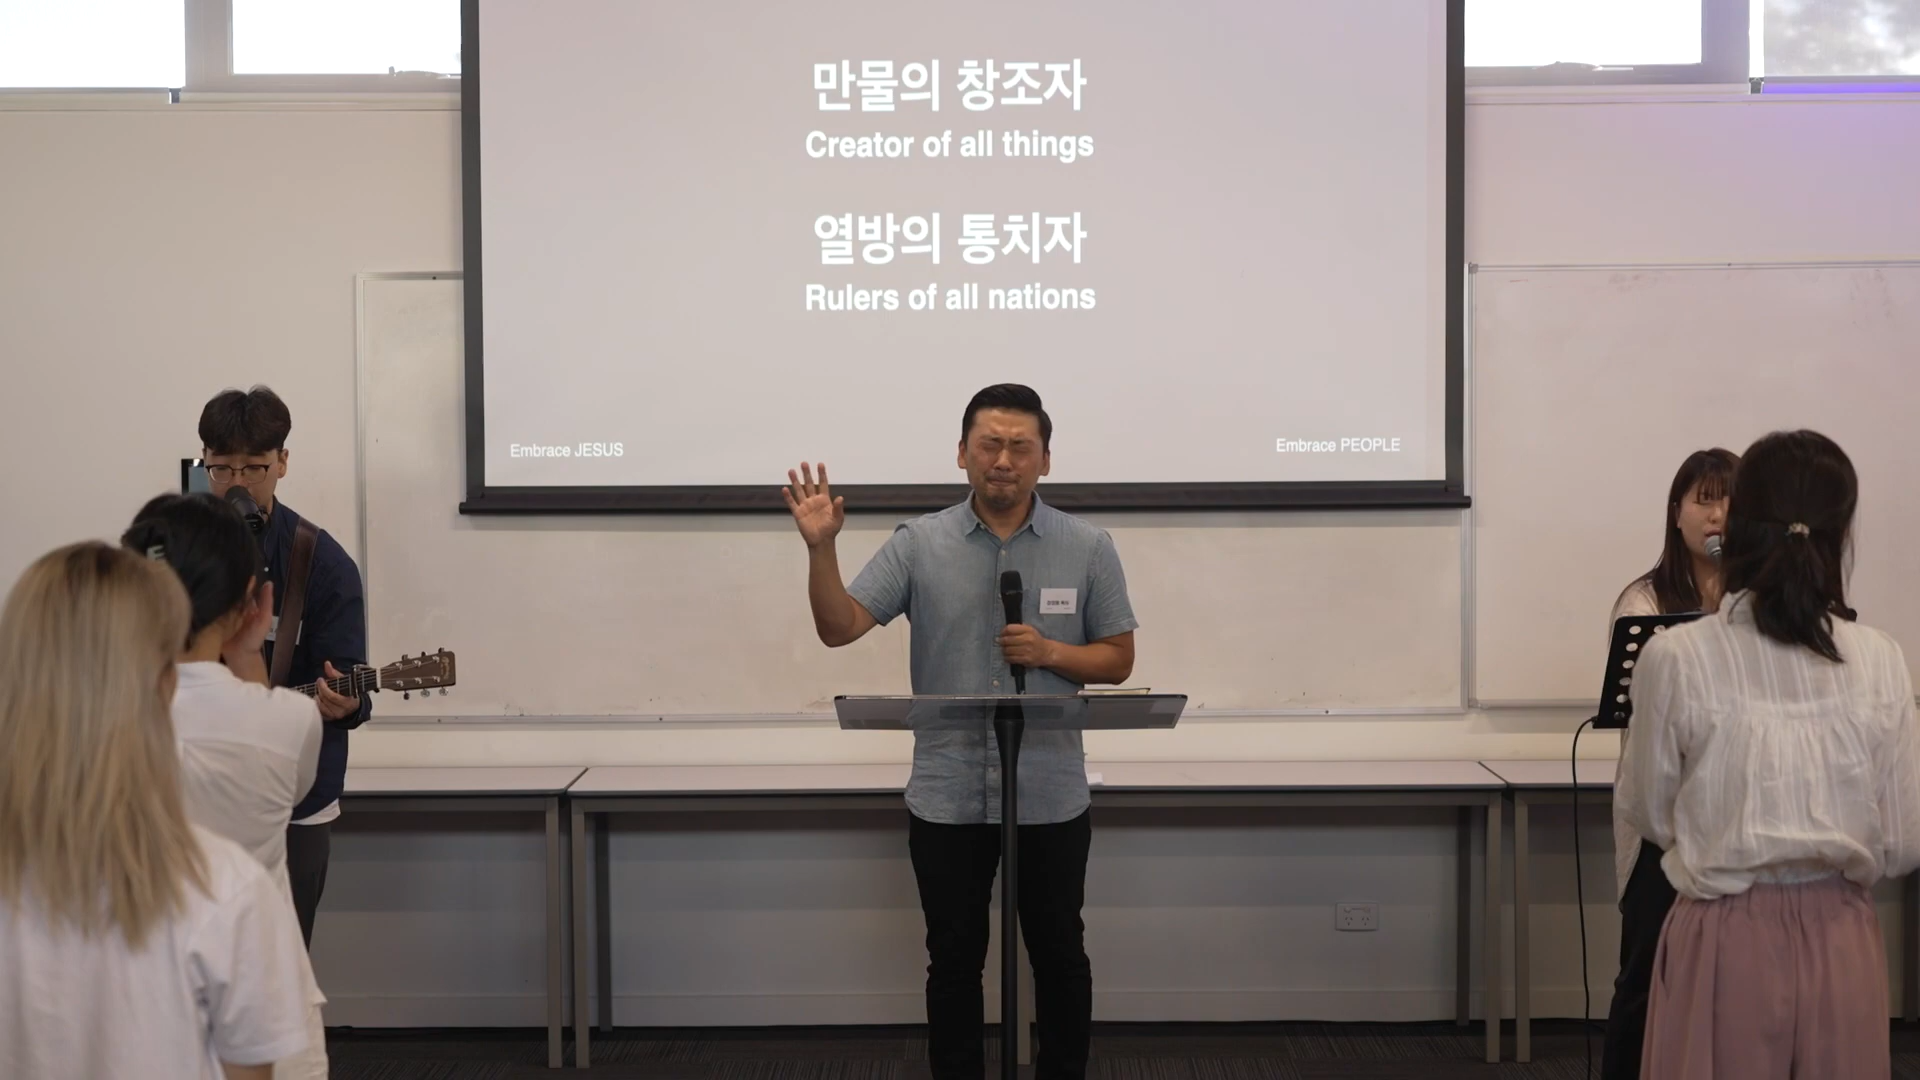 만물의 창조자
Creator of all things
열방의 통치자
Rulers of all nations
Embrace JESUS
Embrace PEOPLE